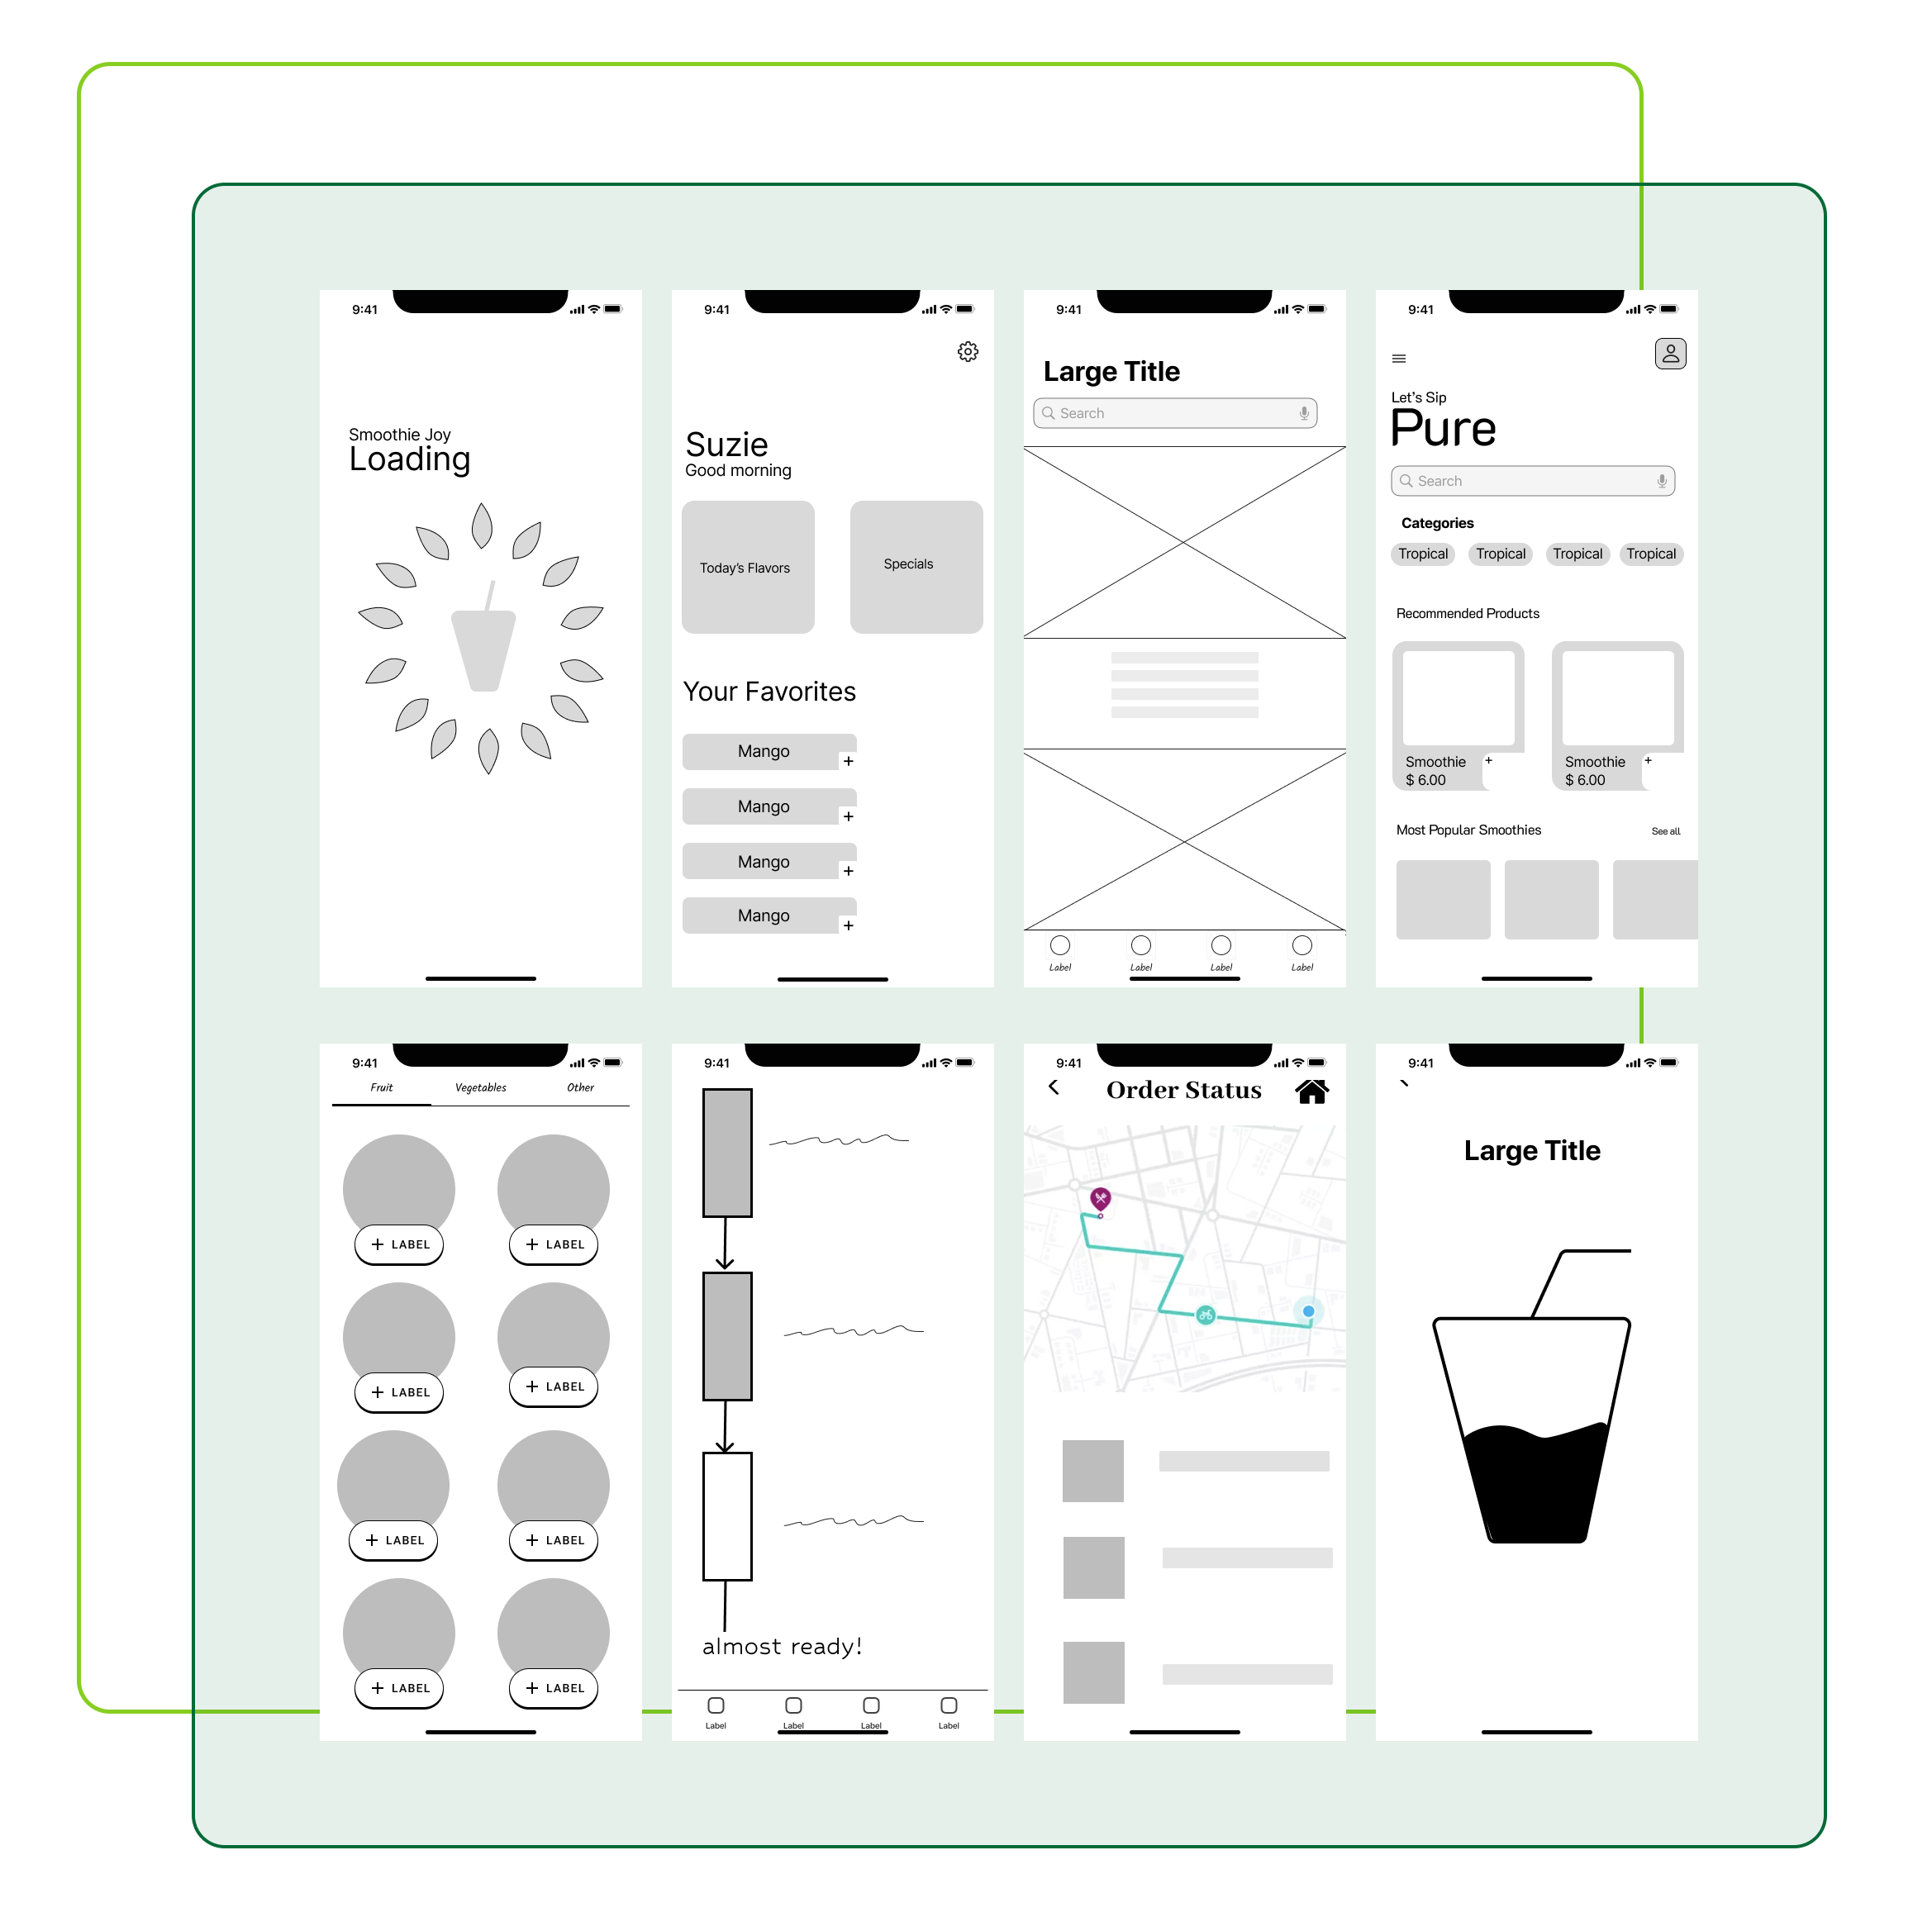 9:41
Smoothie Joy
Loading
9:41
Suzie
Good morning
Today's Flavors
Specials
Your Favorites
Mango
+
Mango
+
Mango
+
Mango
+
9:41
Large Title
Search
Label Label Label Label
9:41
Let's Sip
Pure
Search
Categories
Tropical Tropical Tropical Tropical
Recommended Products
Smoothie + Smoothie +
$ 6.00 $ 6.00
Most Popular Smoothies See all
9:41
Fruit Vegetables Other
+ LABEL + LABEL
+ LABEL + LABEL
+ LABEL + LABEL
+ LABEL + LABEL
9:41
almost ready!
Label Label Label Label
9:41
Order Status
9:41
Large Title